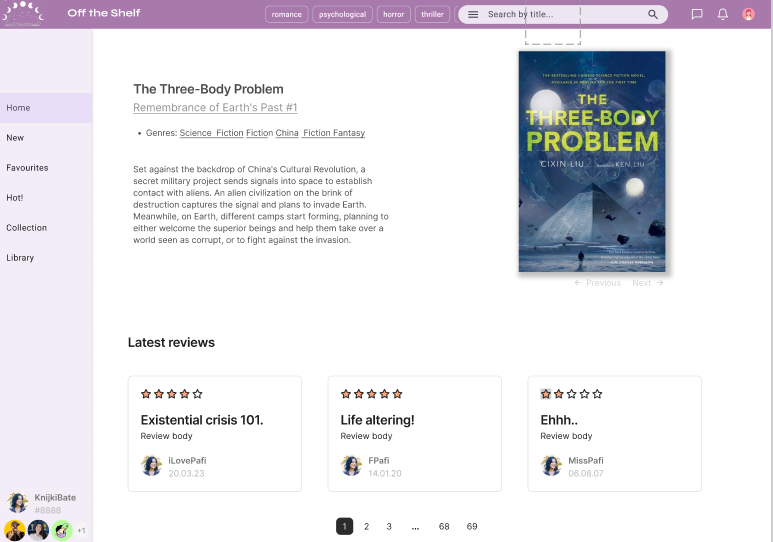 Off the Shelf
romance
psychological
horror
thriller
Search by title...
The Three-Body Problem
Remembrance of Earth's Past #1
• Genres: Science Fiction Fiction China Fiction Fantasy
Set against the backdrop of China's Cultural Revolution, a
secret military project sends signals into space to establish
contact with aliens. An alien civilization on the brink of
destruction captures the signal and plans to invade Earth.
Meanwhile, on Earth, different camps start forming, planning to
either welcome the superior beings and help them take over a
world seen as corrupt, or to fight against the invasion.
THE BESTSELLING CHINESE SCIENCE FICTION NOVEL,
AVAILABLE IN ENGLISH FOR THE FIRST TIME
THE
THREE-BODY
PROBLEM
CIXIN LIU
KEN LIU
← Previous Next →
Home
New
Favourites
Hot!
Collection
Library
Latest reviews
Existential crisis 101.
Review body
iLovePafi
20.03.23
Life altering!
Review body
FPafi
14.01.20
Ehhh..
Review body
MissPafi
06.08.07
KnijkiBate
#8888
+1
1 2 3 ... 68 69